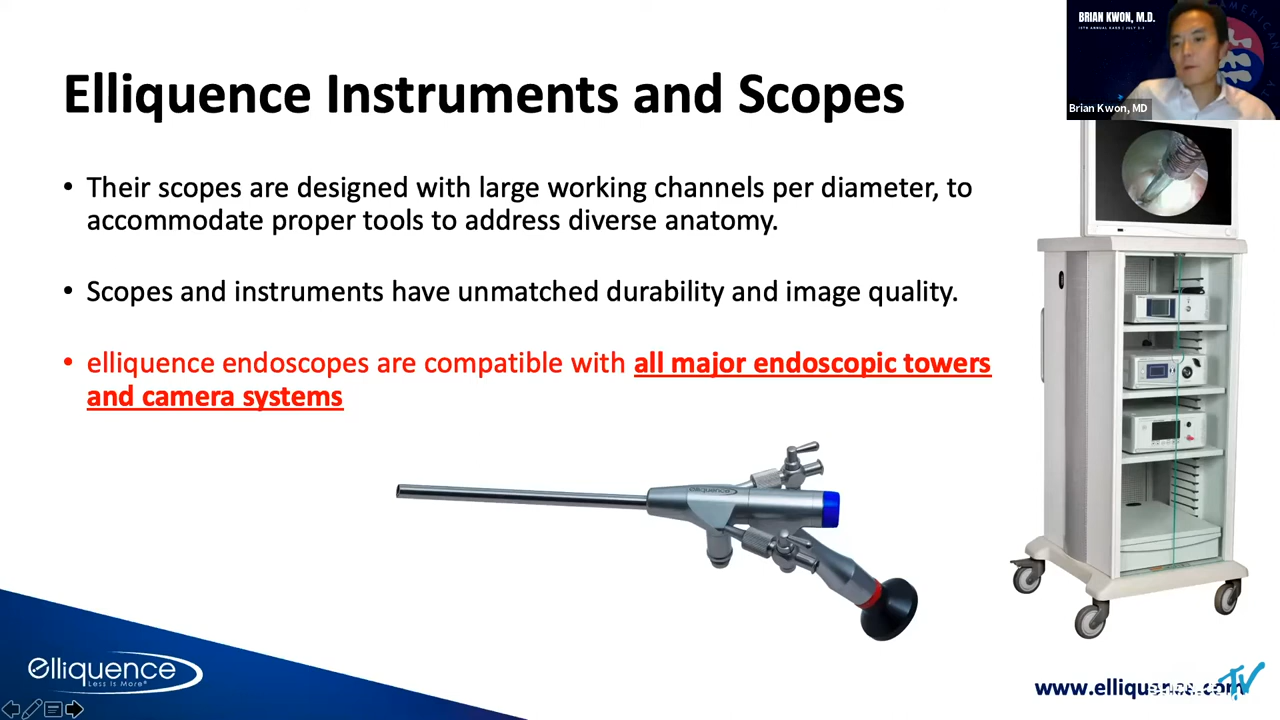 BRIAN KWON, M.D.
Brian Kwon, MD
Elliquence Instruments and Scopes
• Their scopes are designed with large working channels per diameter, to
accommodate proper tools to address diverse anatomy.
• Scopes and instruments have unmatched durability and image quality.
• elliquence endoscopes are compatible with all major endoscopic towers
and camera systems
elliquence
elliquence
Less Is More®
www.elliquence.com
TV